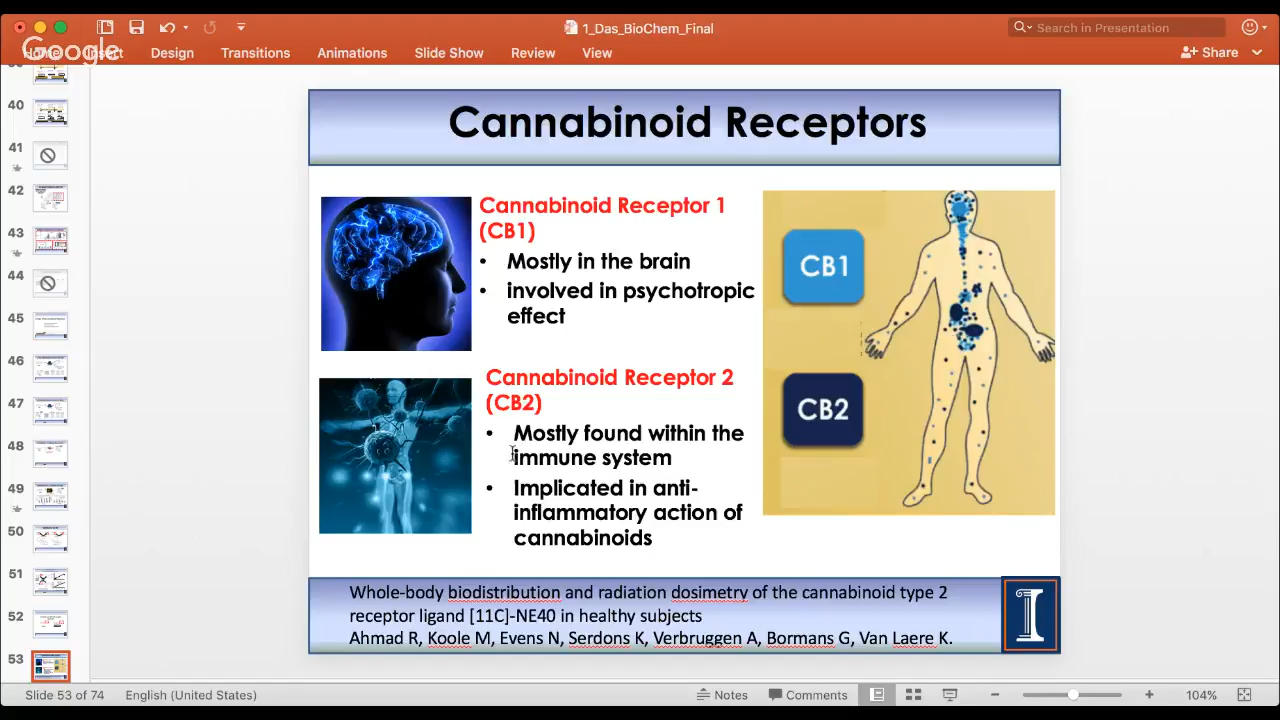 1_Das_BioChem_Final
Search in Presentation
Google
Home Insert Design Transitions Animations Slide Show Review View
Share
40
41
42
43
44
45
46
47
48
49
50
51
52
53
Cannabinoid Receptors
Cannabinoid Receptor 1
(CB1)
• Mostly in the brain
• involved in psychotropic
effect
Cannabinoid Receptor 2
(CB2)
• Mostly found within the
immune system
• Implicated in anti-
inflammatory action of
cannabinoids
CB1
CB2
Whole-body biodistribution and radiation dosimetry of the cannabinoid type 2
receptor ligand [11C]-NE40 in healthy subjects
Ahmad R, Koole M, Evens N, Serdons K, Verbruggen A, Bormans G, Van Laere K.
I
Slide 53 of 74 English (United States) Notes Comments 104%